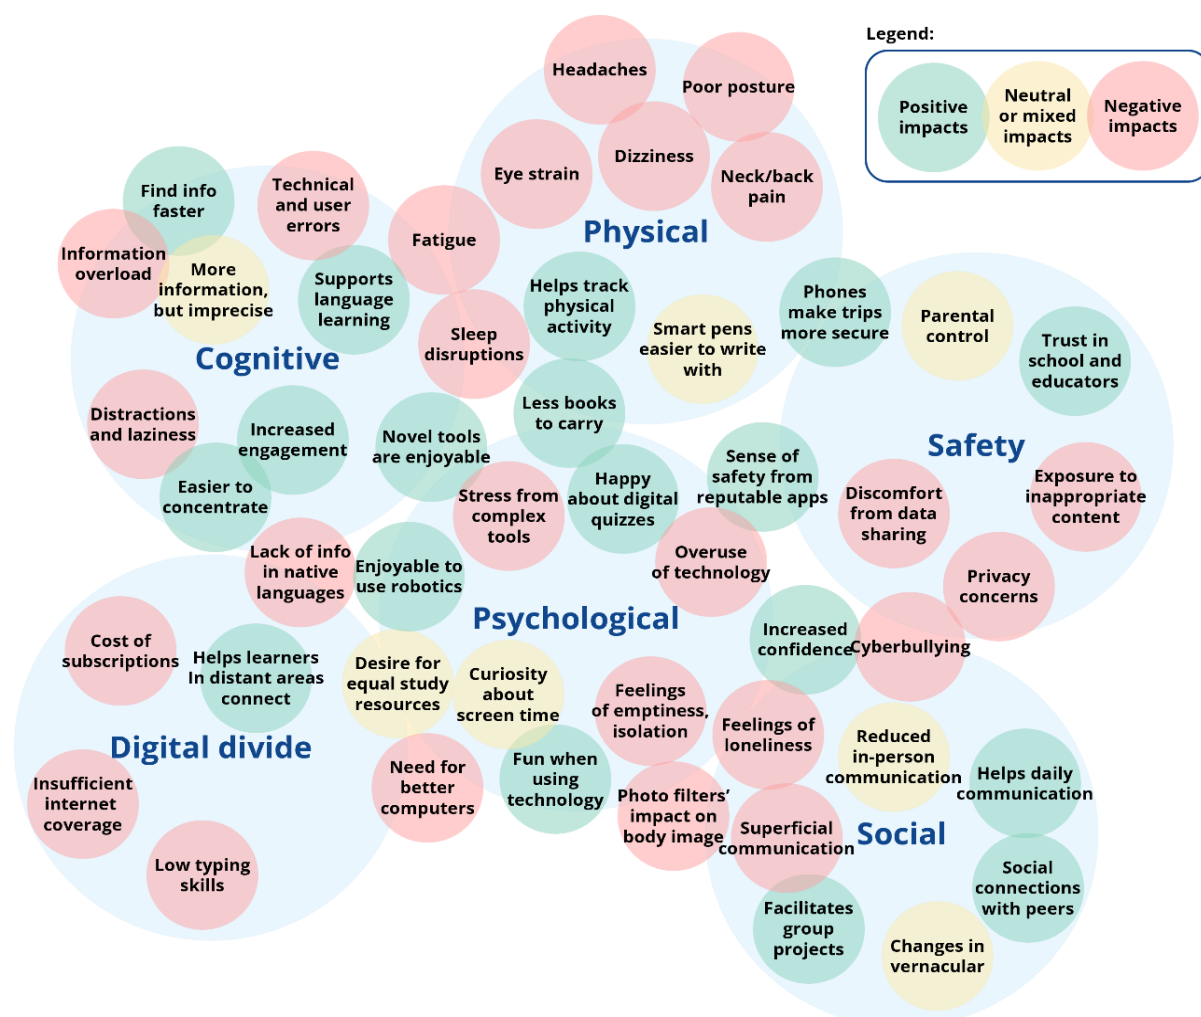 Legend:
Positive
impacts
Neutral
or mixed
impacts
Negative
impacts
Headaches
Poor posture
Dizziness
Eye strain
Neck/back
pain
Physical
Fatigue
Helps track
physical
activity
Smart pens
easier to write
with
Sleep
disruptions
Less books
to carry
Find info
faster
Technical
and user
errors
Information
overload
More
information,
but imprecise
Supports
language
learning
Cognitive
Distractions
and laziness
Increased
engagement
Easier to
concentrate
Novel tools
are enjoyable
Phones
make trips
more secure
Parental
control
Trust in
school and
educators
Safety
Sense of
safety from
reputable apps
Discomfort
from data
sharing
Exposure to
inappropriate
content
Privacy
concerns
Cyberbullying
Stress from
complex
tools
Happy
about digital
quizzes
Overuse
of technology
Lack of info
in native
languages
Enjoyable to
use robotics
Psychological
Increased
confidence
Desire for
equal study
resources
Curiosity
about
screen time
Feelings
of emptiness,
isolation
Feelings of
loneliness
Need for
better
computers
Fun when
using
technology
Photo filters’
impact on
body image
Cost of
subscriptions
Helps learners
In distant areas
connect
Digital divide
Insufficient
internet
coverage
Low typing
skills
Reduced
in-person
communication
Helps daily
communication
Superficial
communication
Social
Social
connections
with peers
Facilitates
group
projects
Changes in
vernacular